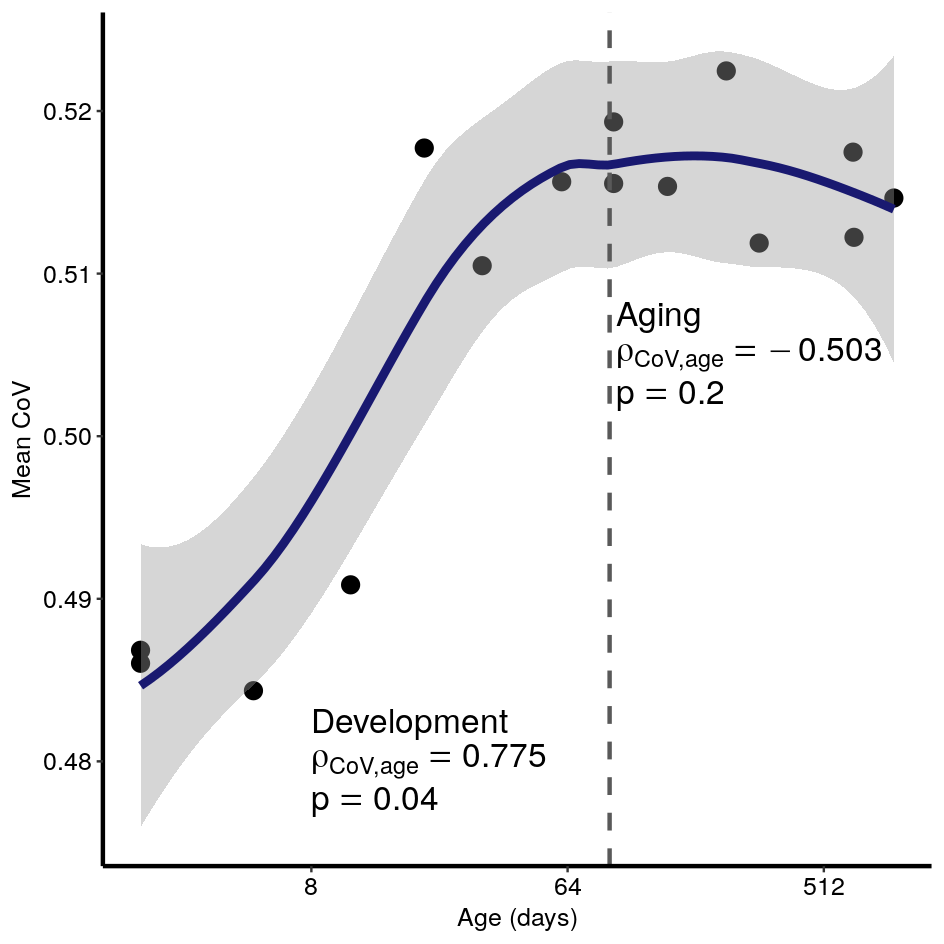 0.52
0.51
Aging
ρCoV,age = − 0.503
p = 0.2
0.50
Mean CoV
0.49
Development
ρCoV,age = 0.775
p = 0.04
0.48
8 64 512
Age (days)